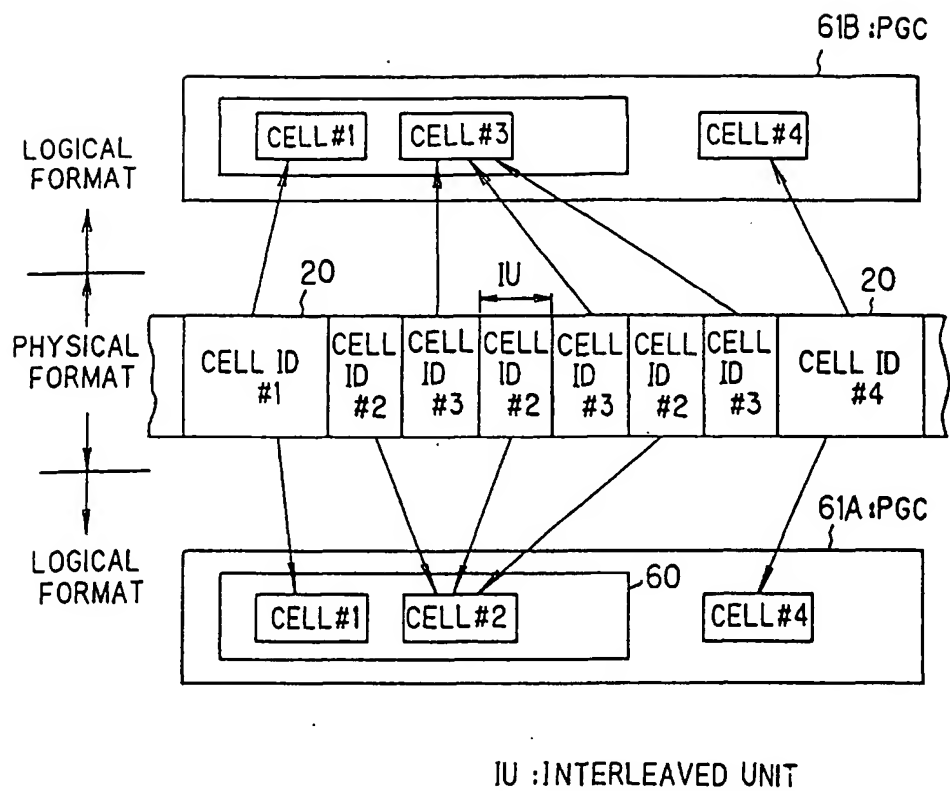 61B :PGC
CELL#1
CELL#3
CELL#4
LOGICAL
FORMAT
20
IU
20
PHYSICAL
FORMAT
CELL ID
#1
CELL
ID
#2
CELL
ID
#3
CELL
ID
#2
CELL
ID
#3
CELL
ID
#2
CELL
ID
#3
CELL ID
#4
LOGICAL
FORMAT
61A :PGC
60
CELL#1
CELL#2
CELL#4
IU :INTERLEAVED UNIT